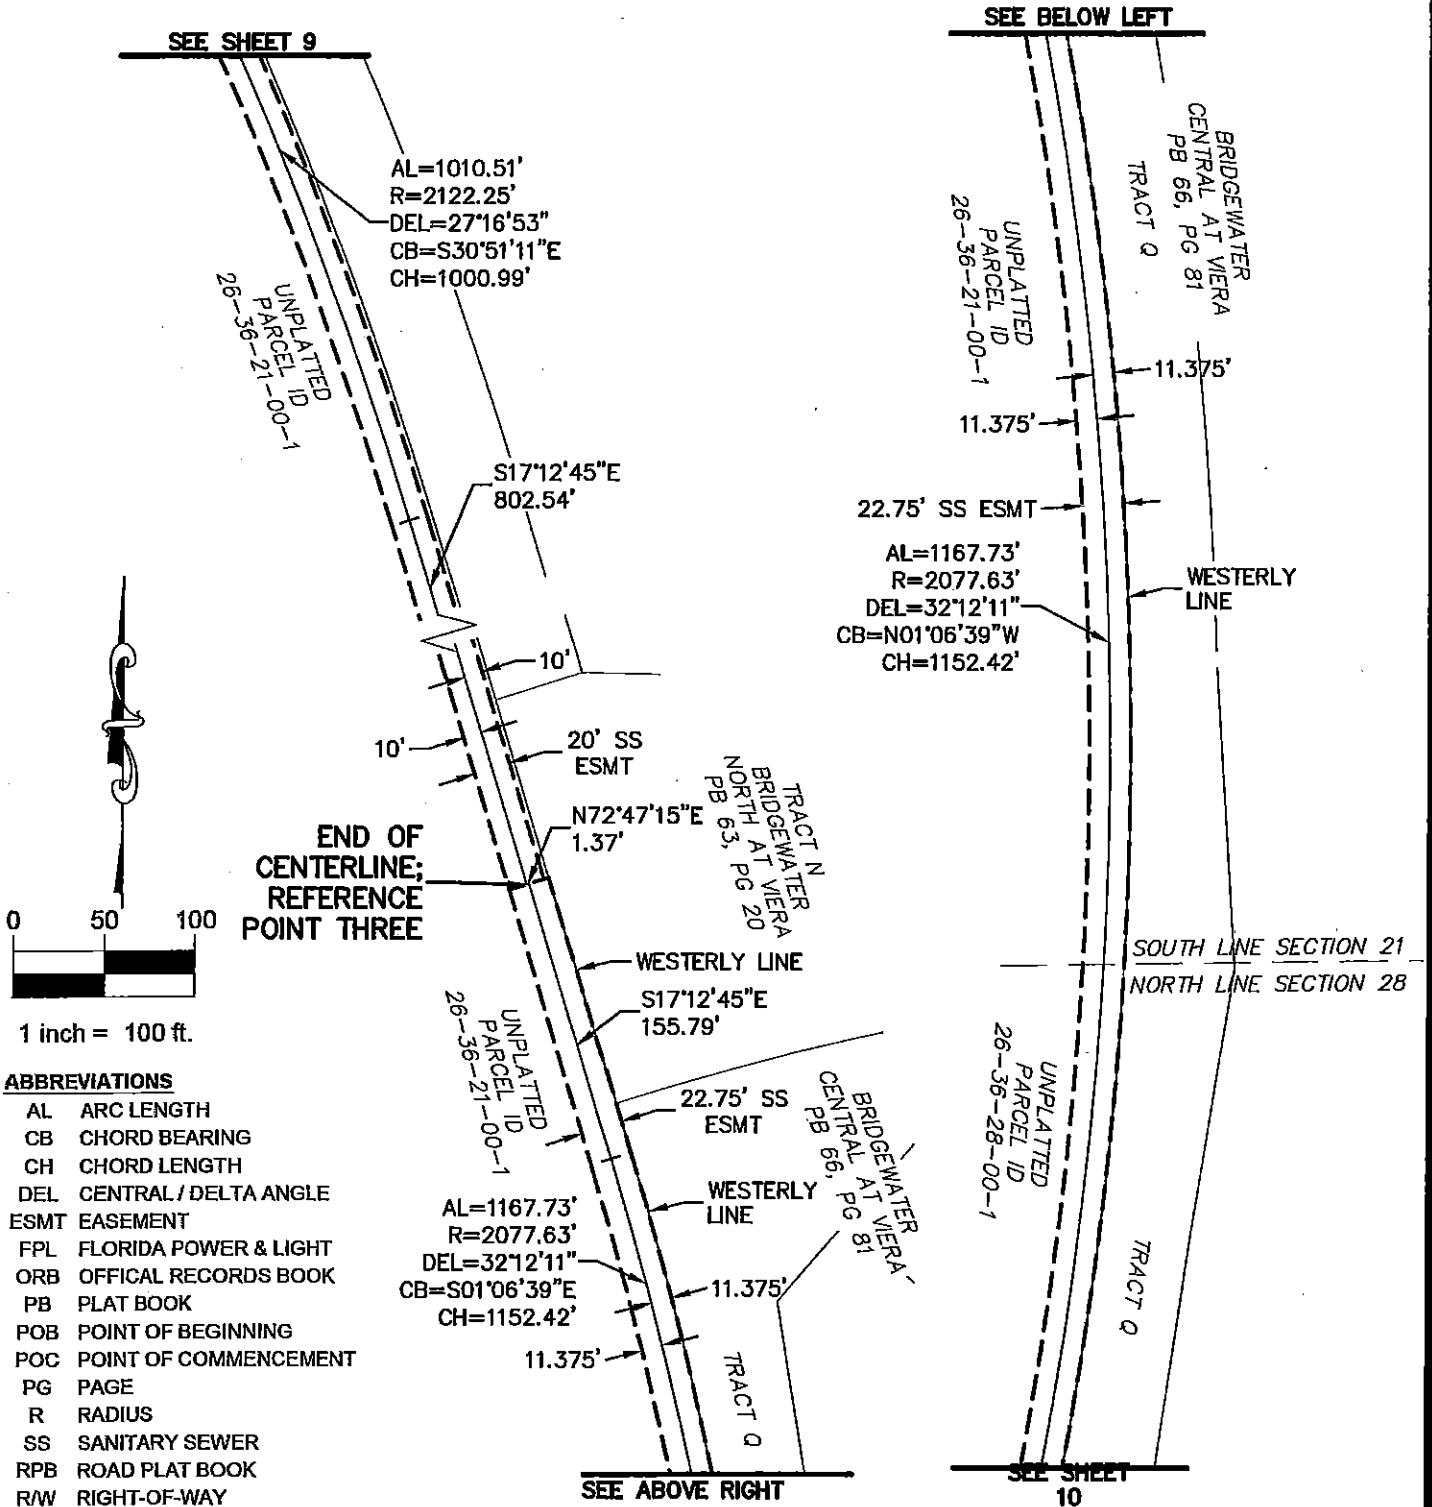 SEE SHEET 9
AL=1010.51'
R=2122.25'
DEL=27°16'53"
CB=S30°51'11"E
CH=1000.99'
UNPLATTED
PARCEL ID
26-36-21-00-1
S17°12'45"E
802.54'
10'
10'
20' SS
ESMT
N72°47'15"E
1.37'
TRACT N
BRIDGEWATER
NORTH AT VIERA
PB 63, PG 20
END OF
CENTERLINE;
REFERENCE
POINT THREE
0 50 100
1 inch = 100 ft.
WESTERLY LINE
S17°12'45"E
155.79'
UNPLATTED
PARCEL ID
26-36-21-00-1
22.75' SS
ESMT
BRIDGEWATER
CENTRAL AT VIERA
PB 66, PG 81
WESTERLY
LINE
AL=1167.73'
R=2077.63'
DEL=32°12'11"
CB=S01°06'39"E
CH=1152.42'
11.375'
11.375'
TRACT Q
SEE ABOVE RIGHT
ABBREVIATIONS
AL ARC LENGTH
CB CHORD BEARING
CH CHORD LENGTH
DEL CENTRAL / DELTA ANGLE
ESMT EASEMENT
FPL FLORIDA POWER & LIGHT
ORB OFFICAL RECORDS BOOK
PB PLAT BOOK
POB POINT OF BEGINNING
POC POINT OF COMMENCEMENT
PG PAGE
R RADIUS
SS SANITARY SEWER
RPB ROAD PLAT BOOK
R/W RIGHT-OF-WAY
SEE BELOW LEFT
BRIDGEWATER
CENTRAL AT VIERA
PB 66, PG 81
TRACT Q
UNPLATTED
PARCEL ID
26-36-21-00-1
11.375'
11.375'
22.75' SS ESMT
AL=1167.73'
R=2077.63'
DEL=32°12'11"
CB=N01°06'39"W
CH=1152.42'
WESTERLY
LINE
SOUTH LINE SECTION 21
NORTH LINE SECTION 28
UNPLATTED
PARCEL ID
26-36-28-00-1
TRACT Q
SEE SHEET
10